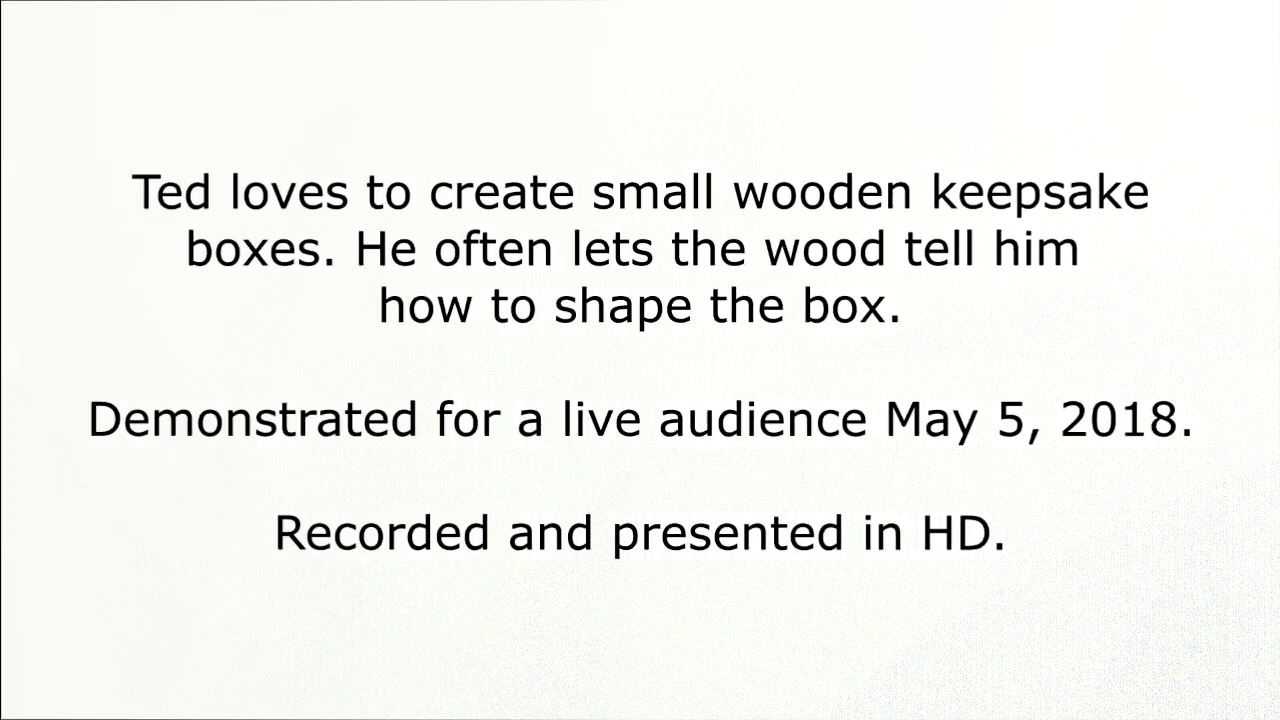 Ted loves to create small wooden keepsake
boxes. He often lets the wood tell him
how to shape the box.
Demonstrated for a live audience May 5, 2018.
Recorded and presented in HD.